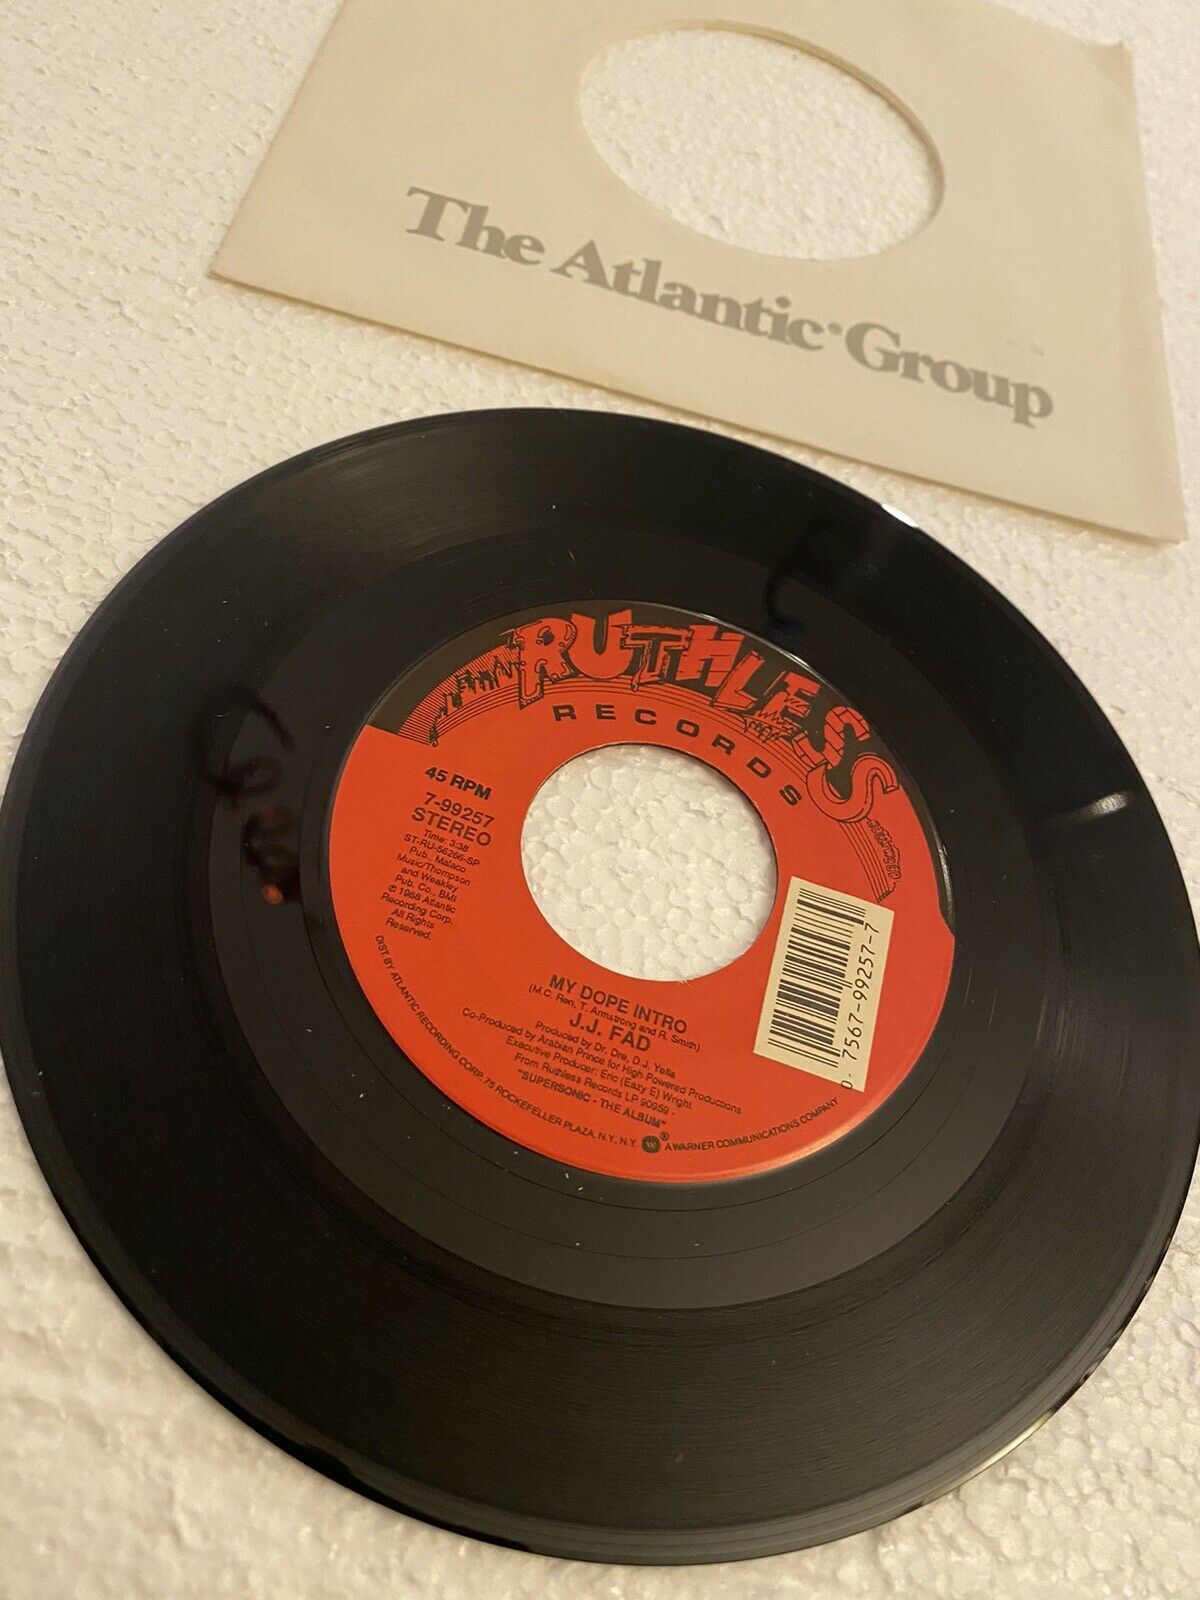 The Atlantic Group
RUTHLESS
RECORDS
45 RPM
7-99257
STEREO
Time: 3:38
ST-RU-56266-SP
Pub., Malaco
Music/Thompson
and Weakley
Pub. Co., BMI
© 1988 Atlantic
Recording Corp.
All Rights
Reserved.
0 7567-99257-7
MY DOPE INTRO
(M.C. Ren, T. Armstrong and R. Smith)
J.J. FAD
Produced by Dr. Dre, D.J. Yella
Co-Produced by Arabian Prince for High Powered Productions
Executive Producer: Eric (Eazy E) Wright
From Ruthless Records LP 90959 -
"SUPERSONIC - THE ALBUM"
DIST. BY ATLANTIC RECORDING CORP. 75 ROCKEFELLER PLAZA, N.Y., N.Y. ® A WARNER COMMUNICATIONS COMPANY